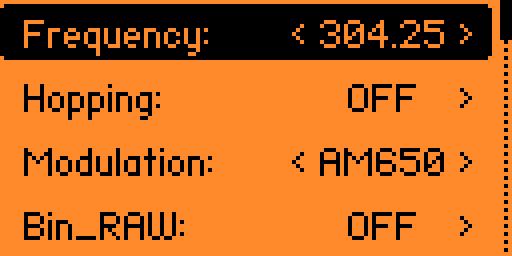 Frequency: < 304.25 >
Hopping: OFF >
Modulation: < AM650 >
Bin_RAW: OFF >